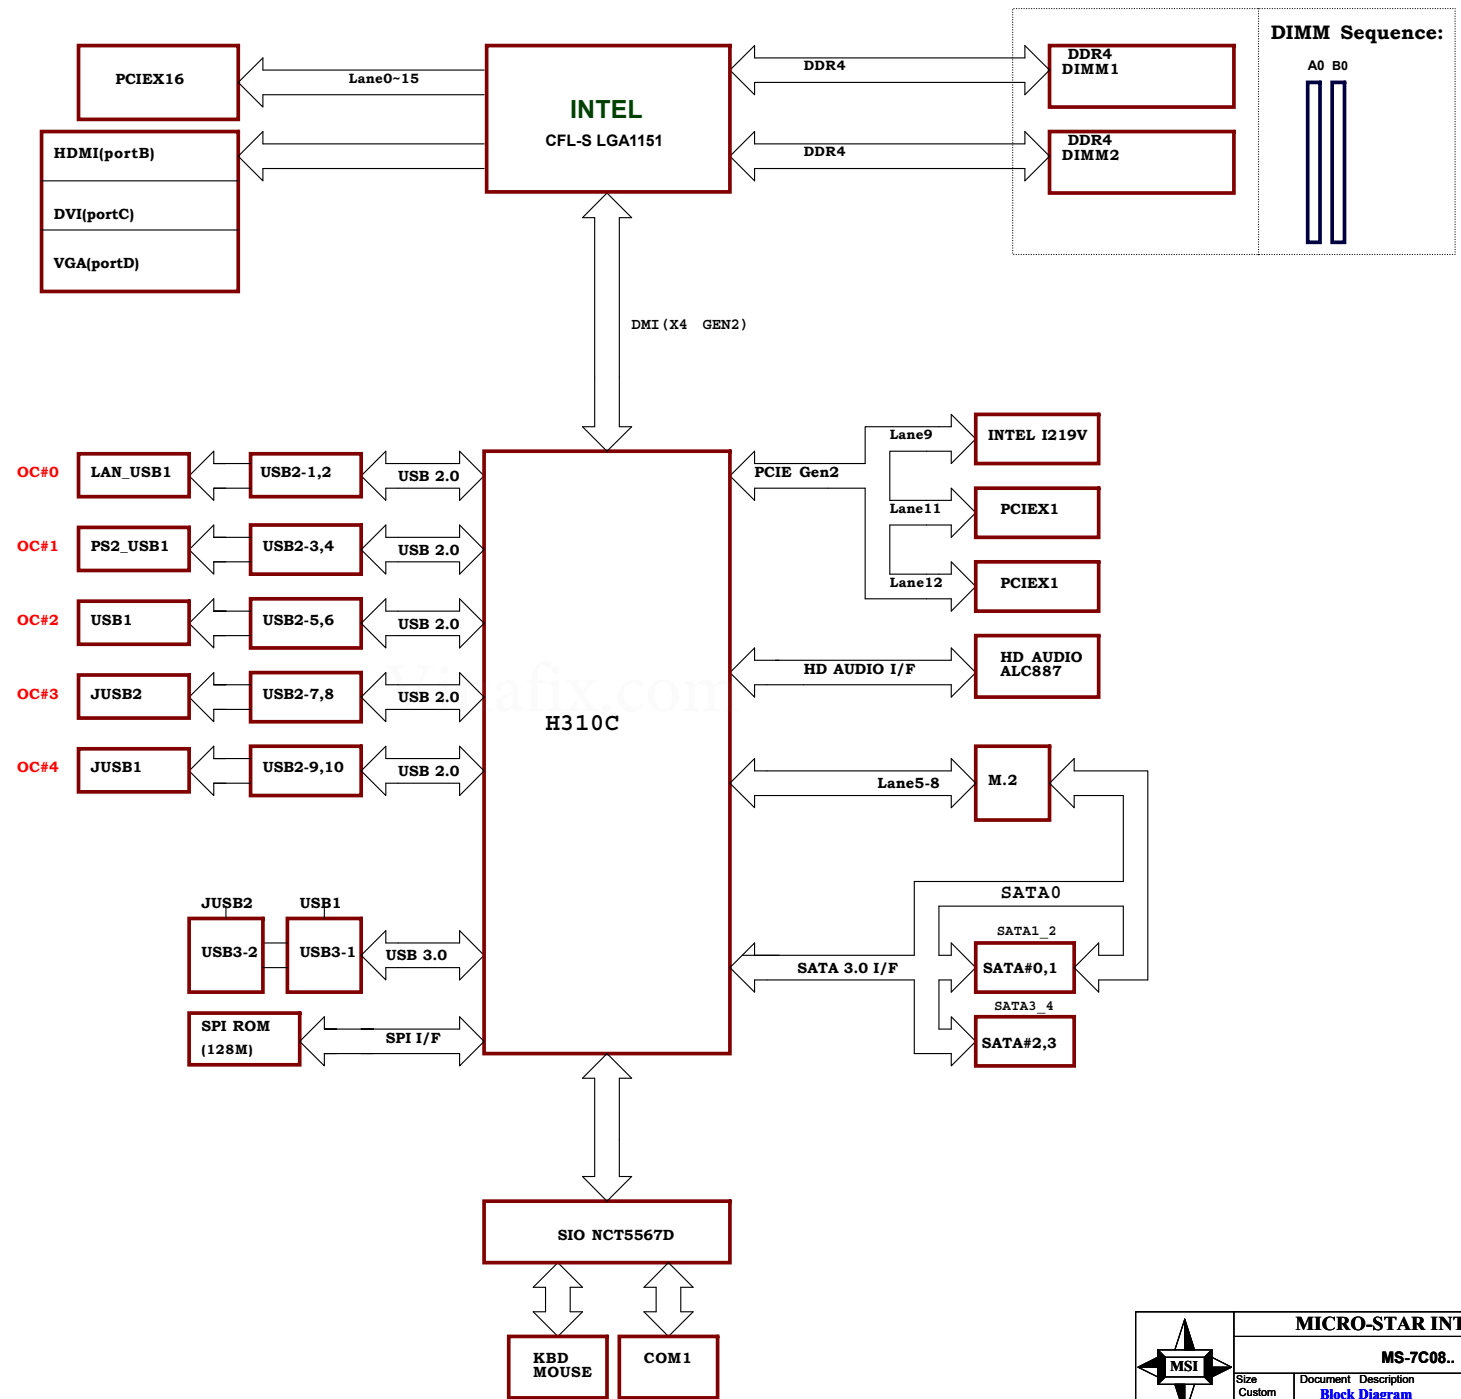 PCIEX16
Lane0~15
INTEL
CFL-S LGA1151
DDR4
DDR4
DIMM1
DIMM Sequence:
A0 B0
HDMI(portB)
DVI(portC)
VGA(portD)
DDR4
DDR4
DIMM2
DMI(X4 GEN2)
OC#0
LAN_USB1
USB2-1,2
USB 2.0
OC#1
PS2_USB1
USB2-3,4
USB 2.0
OC#2
USB1
USB2-5,6
USB 2.0
OC#3
JUSB2
USB2-7,8
USB 2.0
OC#4
JUSB1
USB2-9,10
USB 2.0
H310C
Vinafix.com
PCIE Gen2
Lane9
INTEL I219V
Lane11
PCIEX1
Lane12
PCIEX1
HD AUDIO I/F
HD AUDIO
ALC887
Lane5-8
M.2
SATA0
SATA1_2
SATA 3.0 I/F
SATA#0,1
SATA3_4
SATA#2,3
JUSB2
USB1
USB3-2
USB3-1
USB 3.0
SPI ROM
(128M)
SPI I/F
SIO NCT5567D
KBD
MOUSE
COM1
MSI
MICRO-STAR INT
MS-7C08..
Size
Custom
Document Description
Block Diagram